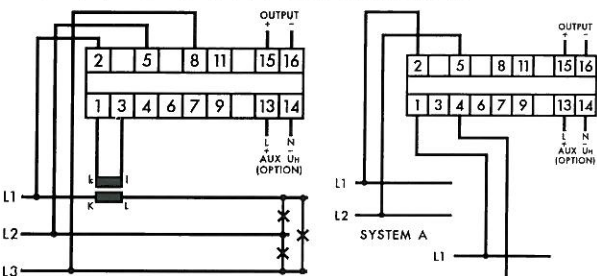 OUTPUT
+ -
2 5 8 11 15 16
1 3 4 6 7 9 13 14
L N
+ -
AUX UH
(OPTION)
k l
L1 K L
L2
L3
OUTPUT
+ -
2 5 8 11 15 16
1 3 4 6 7 9 13 14
L N
+ -
AUX UH
(OPTION)
L1
L2
SYSTEM A
L1